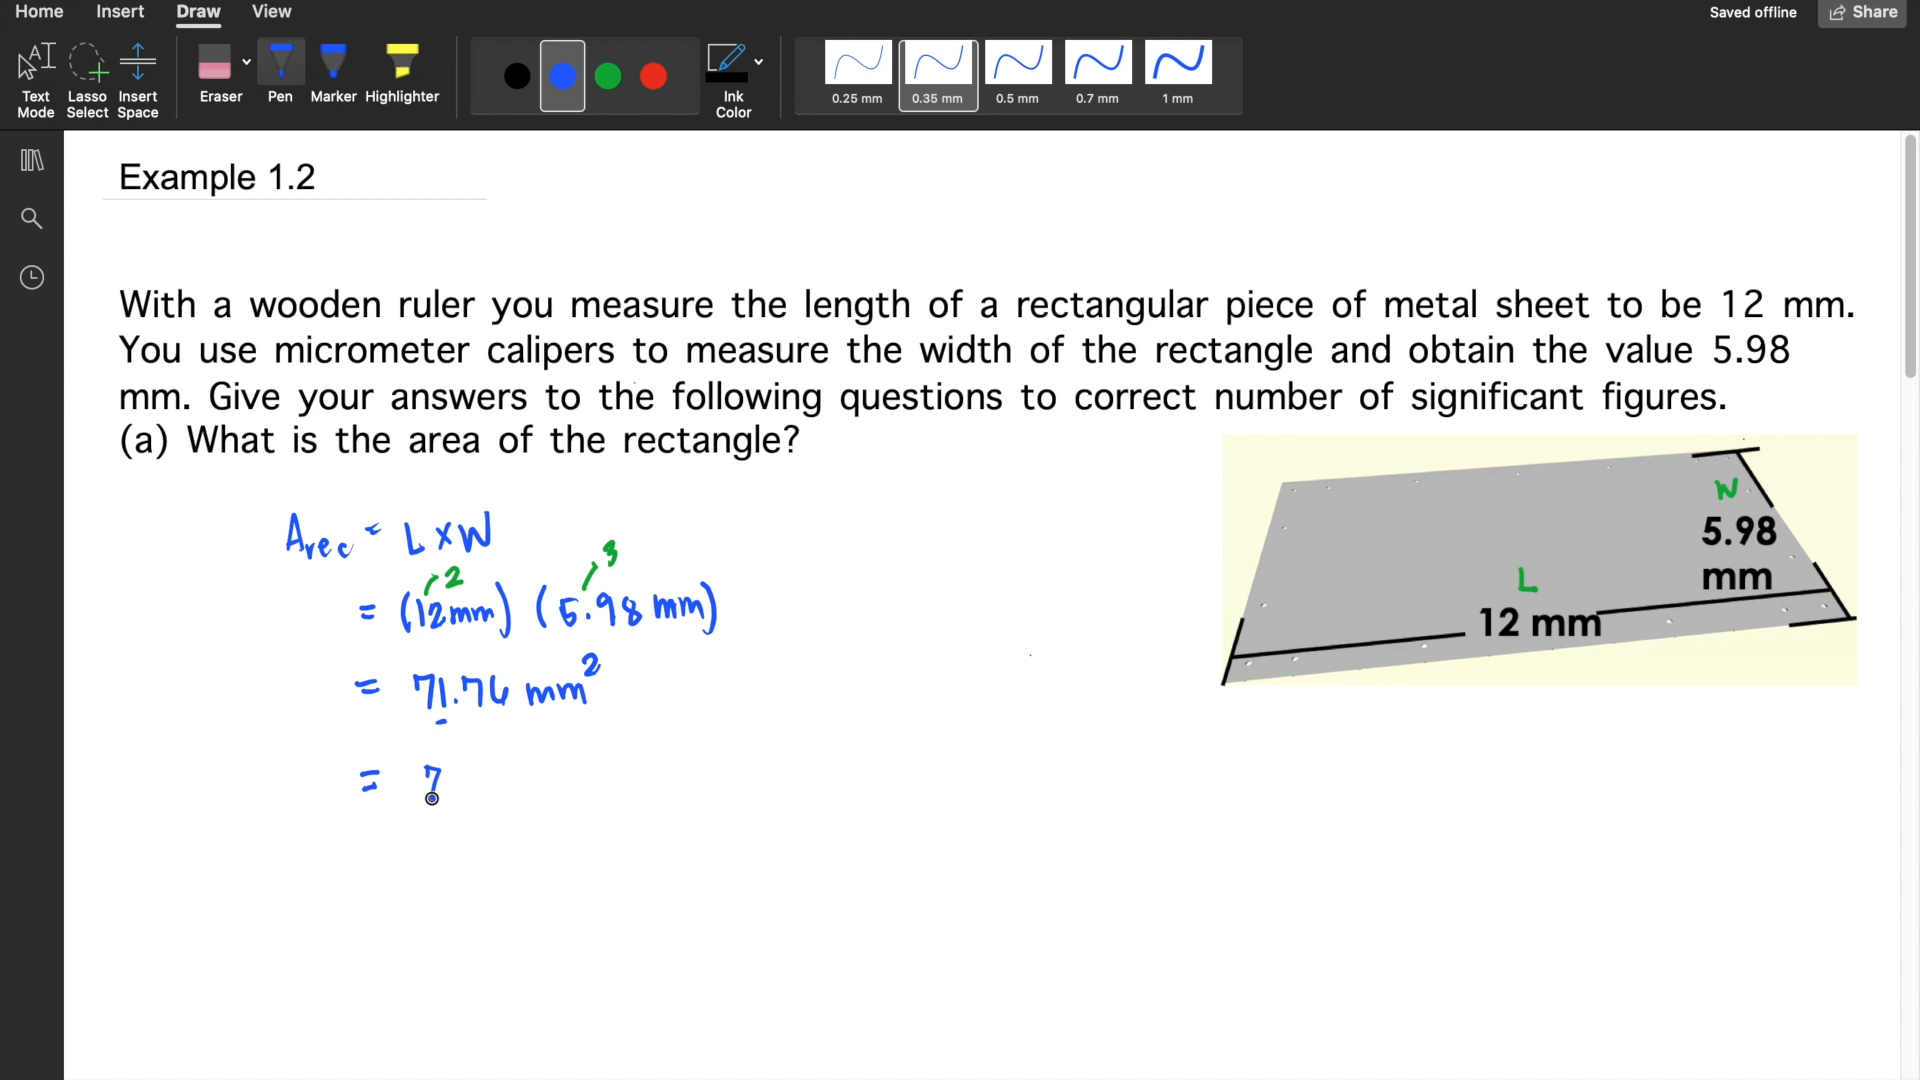 Home Insert Draw View
Saved offline Share
Text Mode
Lasso Select
Insert Space
Eraser
Pen
Marker
Highlighter
Ink Color
0.25 mm 0.35 mm 0.5 mm 0.7 mm 1 mm
Example 1.2
With a wooden ruler you measure the length of a rectangular piece of metal sheet to be 12 mm.
You use micrometer calipers to measure the width of the rectangle and obtain the value 5.98
mm. Give your answers to the following questions to correct number of significant figures.
(a) What is the area of the rectangle?
Arec = L x W
2 3
= (12mm) (5.98 mm)
= 71.76 mm²
= 7
W
5.98
mm
L
12 mm